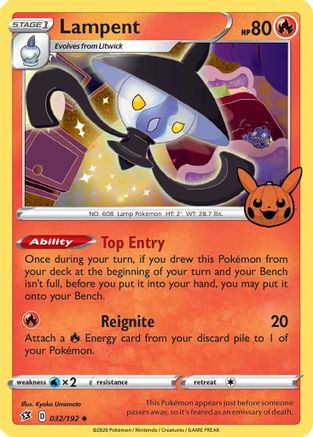 STAGE 1 Lampent HP 80
Evolves from Litwick
NO. 608 Lamp Pokémon HT: 2' WT: 28.7 lbs.
Ability Top Entry
Once during your turn, if you drew this Pokémon from
your deck at the beginning of your turn and your Bench
isn't full, before you put it into your hand, you may put it
onto your Bench.
Reignite 20
Attach a Energy card from your discard pile to 1 of
your Pokémon.
weakness ×2 resistance retreat
Illus. Kyoko Umemoto
D 032/192
This Pokémon appears just before someone
passes away, so it's feared as an emissary of death.
©2020 Pokémon / Nintendo / Creatures / GAME FREAK